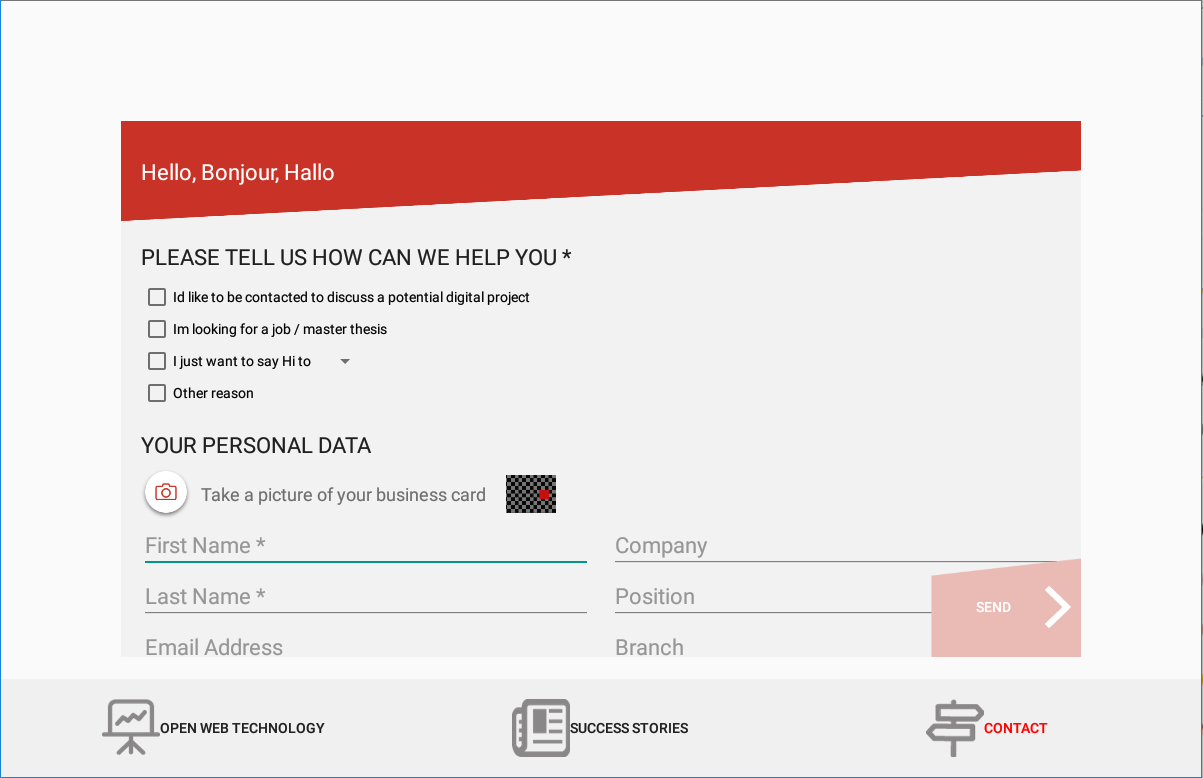 Hello, Bonjour, Hallo
PLEASE TELL US HOW CAN WE HELP YOU *
Id like to be contacted to discuss a potential digital project
Im looking for a job / master thesis
I just want to say Hi to
Other reason
YOUR PERSONAL DATA
Take a picture of your business card
First Name *
Company
Last Name *
Position
SEND
Email Address
Branch
OPEN WEB TECHNOLOGY
SUCCESS STORIES
CONTACT